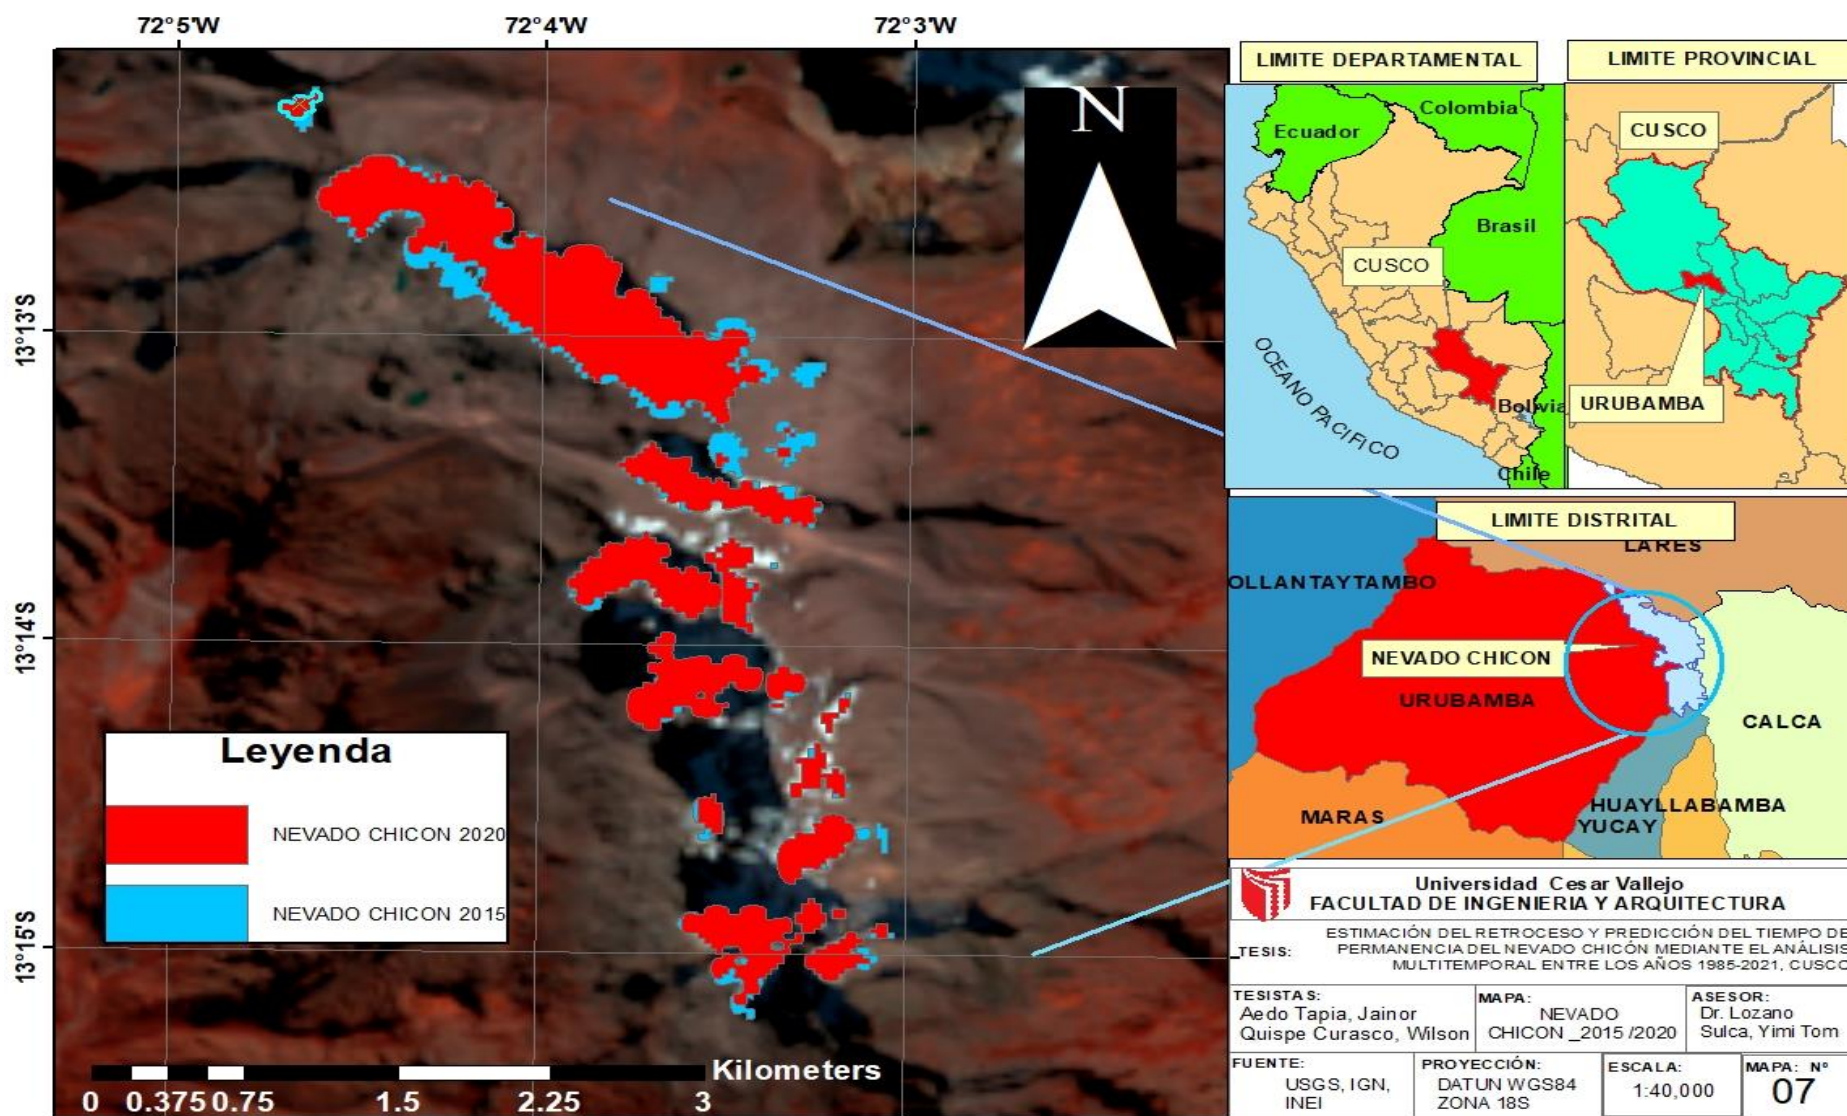 72°5'W
72°4'W
72°3'W
13°13'S
13°14'S
13°15'S
N
Leyenda
NEVADO CHICON 2020
NEVADO CHICON 2015
Kilometers
0 0.375 0.75 1.5 2.25 3
LIMITE DEPARTAMENTAL
Colombia
Ecuador
Brasil
CUSCO
OCEANO PACIFICO
Bolivia
Chile
LIMITE PROVINCIAL
CUSCO
URUBAMBA
LIMITE DISTRITAL
LARES
OLLANTAYTAMBO
NEVADO CHICON
URUBAMBA
CALCA
MARAS
HUAYLLABAMBA
YUCAY
Universidad Cesar Vallejo
FACULTAD DE INGENIERIA Y ARQUITECTURA
TESIS:
ESTIMACIÓN DEL RETROCESO Y PREDICCIÓN DEL TIEMPO DE
PERMANENCIA DEL NEVADO CHICÓN MEDIANTE EL ANÁLISIS
MULTITEMPORAL ENTRE LOS AÑOS 1985-2021, CUSCO
TESISTAS:
Aedo Tapia, Jainor
Quispe Curasco, Wilson
MAPA:
NEVADO
CHICON _2015 /2020
ASESOR:
Dr. Lozano
Sulca, Yimi Tom
FUENTE:
USGS, IGN,
INEI
PROYECCIÓN:
DATUN WGS84
ZONA 18S
ESCALA:
1:40,000
MAPA: Nº
07